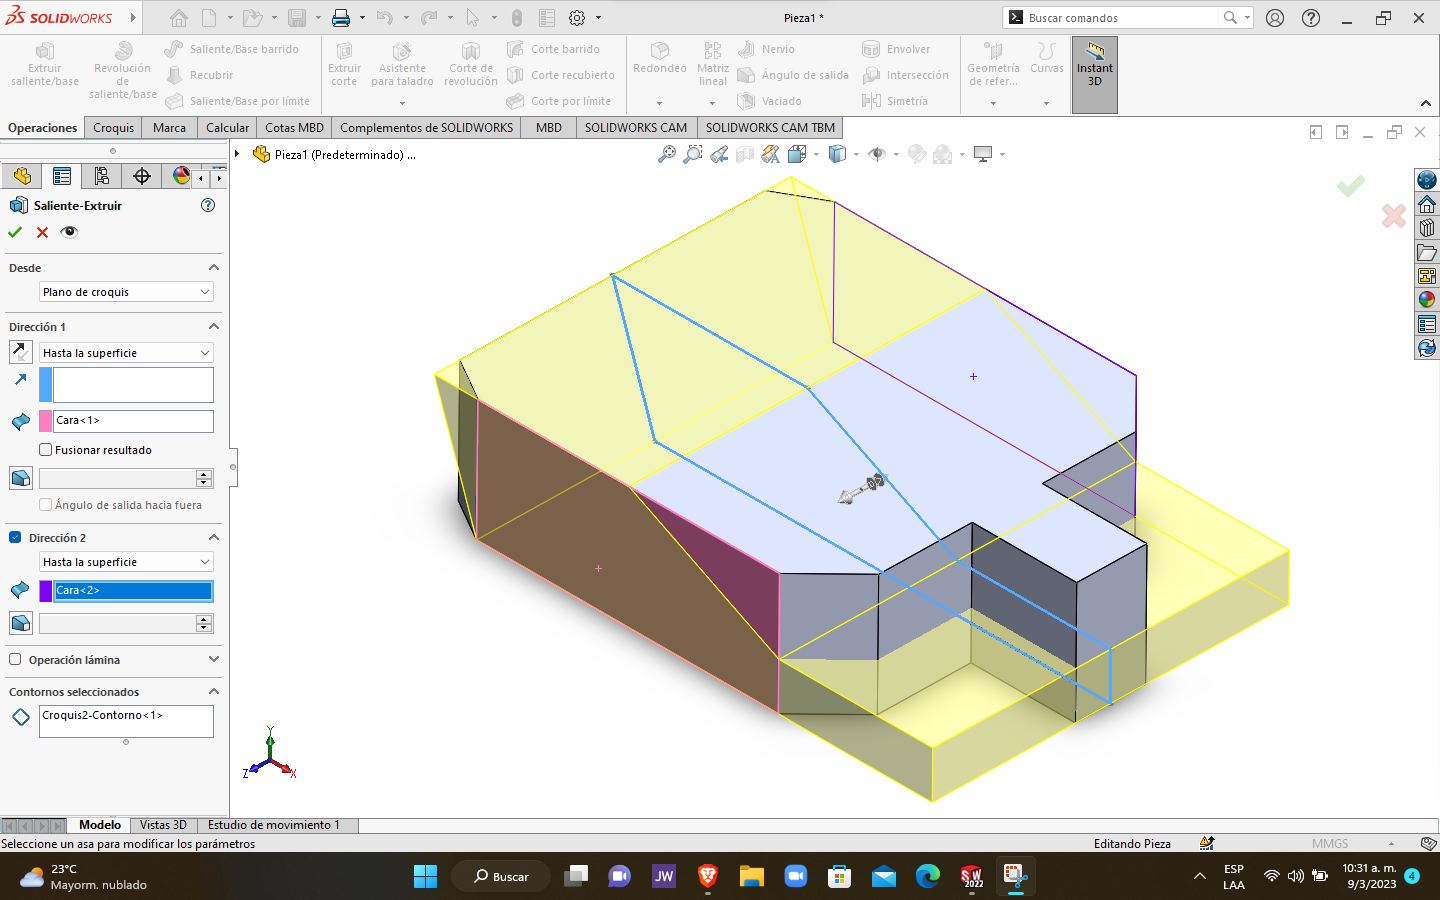 SOLIDWORKS
Pieza1 *
Buscar comandos
Extruir saliente/base
Revolución de saliente/base
Saliente/Base barrido
Recubrir
Saliente/Base por límite
Extruir corte
Asistente para taladro
Corte de revolución
Corte barrido
Corte recubierto
Corte por límite
Redondeo
Matriz lineal
Nervio
Ángulo de salida
Vaciado
Envolver
Intersección
Simetría
Geometría de refer...
Curvas
Instant 3D
Operaciones
Croquis
Marca
Calcular
Cotas MBD
Complementos de SOLIDWORKS
MBD
SOLIDWORKS CAM
SOLIDWORKS CAM TBM
Pieza1 (Predeterminado) ...
Saliente-Extruir
Desde
Plano de croquis
Dirección 1
Hasta la superficie
Cara<1>
Fusionar resultado
Ángulo de salida hacia fuera
Dirección 2
Hasta la superficie
Cara<2>
Operación lámina
Contornos seleccionados
Croquis2-Contorno<1>
Y
Z
X
Modelo
Vistas 3D
Estudio de movimiento 1
Seleccione un asa para modificar los parámetros
Editando Pieza
MMGS
23°C
Mayorm. nublado
Buscar
JW
SW
2022
ESP
LAA
10:31 a. m.
9/3/2023
4